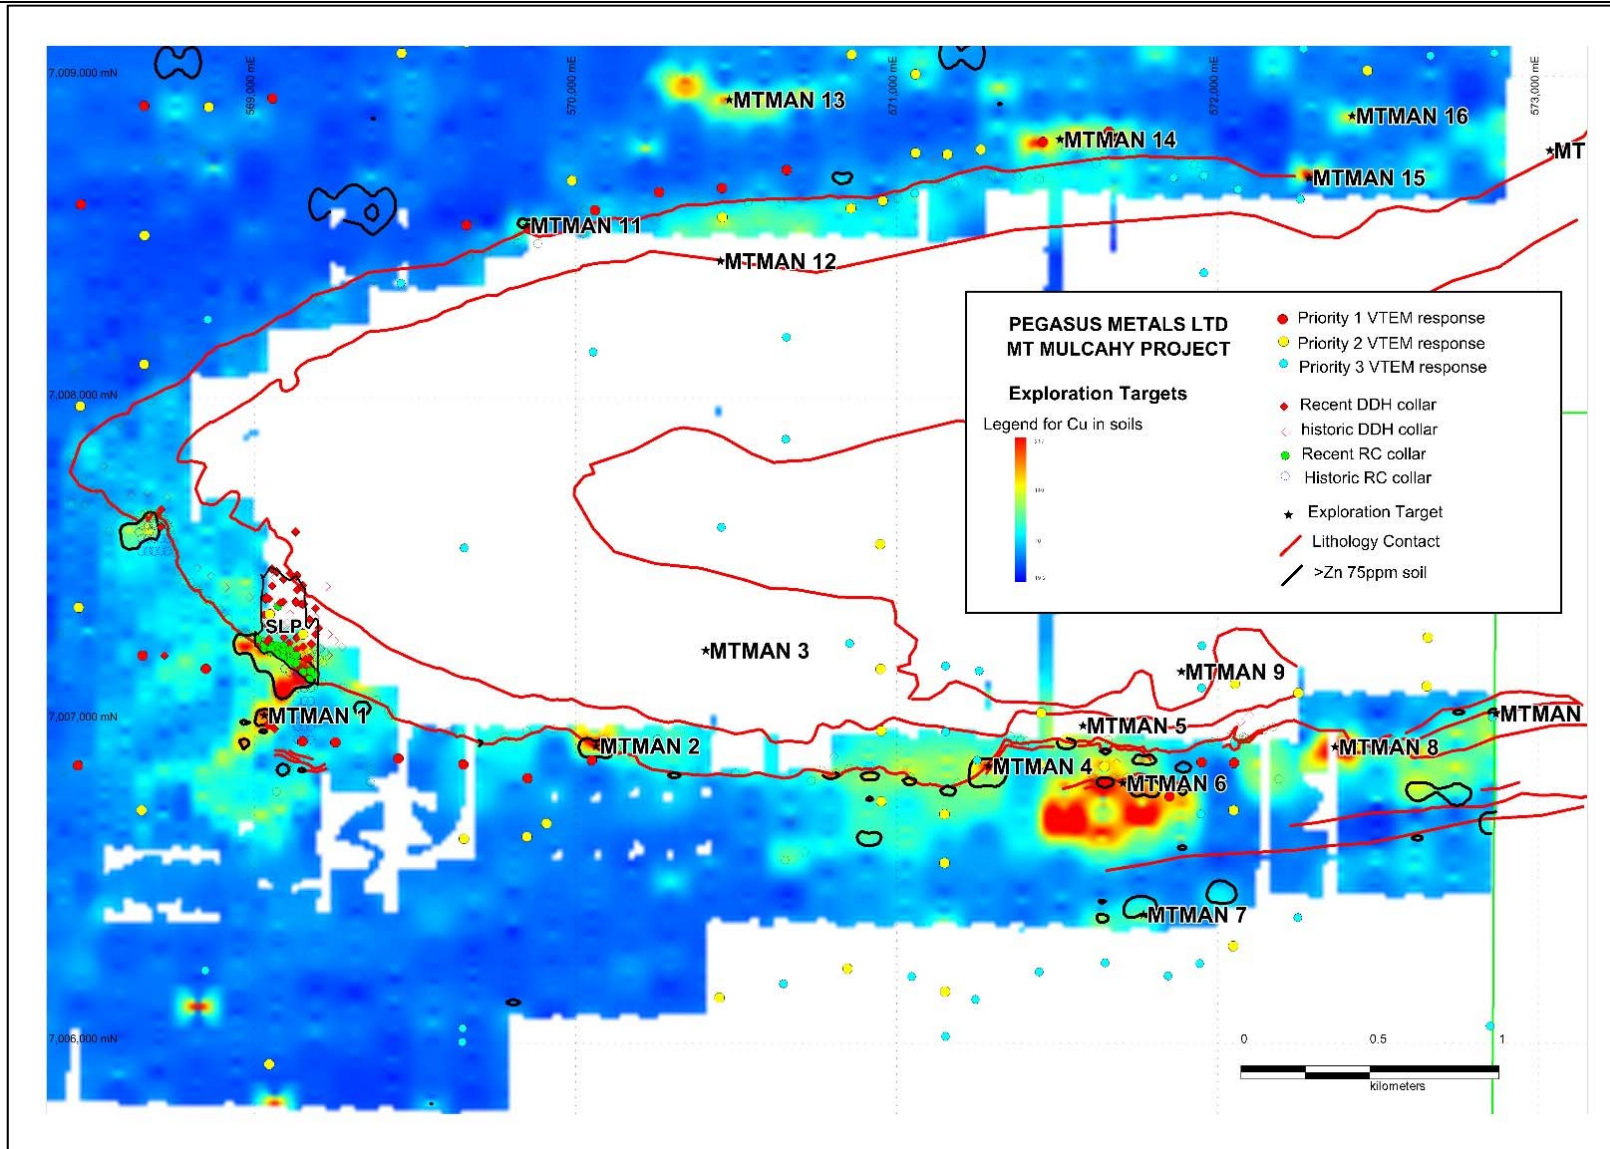 7,009,000 mN
569,000 mE
570,000 mE
571,000 mE
572,000 mE
573,000 mE
MTMAN 13
MTMAN 14
MTMAN 16
MT
MTMAN 15
MTMAN 11
MTMAN 12
PEGASUS METALS LTD
MT MULCAHY PROJECT
Exploration Targets
Legend for Cu in soils
Priority 1 VTEM response
Priority 2 VTEM response
Priority 3 VTEM response
Recent DDH collar
historic DDH collar
Recent RC collar
Historic RC collar
Exploration Target
Lithology Contact
>Zn 75ppm soil
7,008,000 mN
SLP
MTMAN 3
MTMAN 9
7,007,000 mN
MTMAN 1
MTMAN 2
MTMAN 5
MTMAN
MTMAN 8
MTMAN 4
MTMAN 6
MTMAN 7
7,006,000 mN
0 0.5 1
kilometers